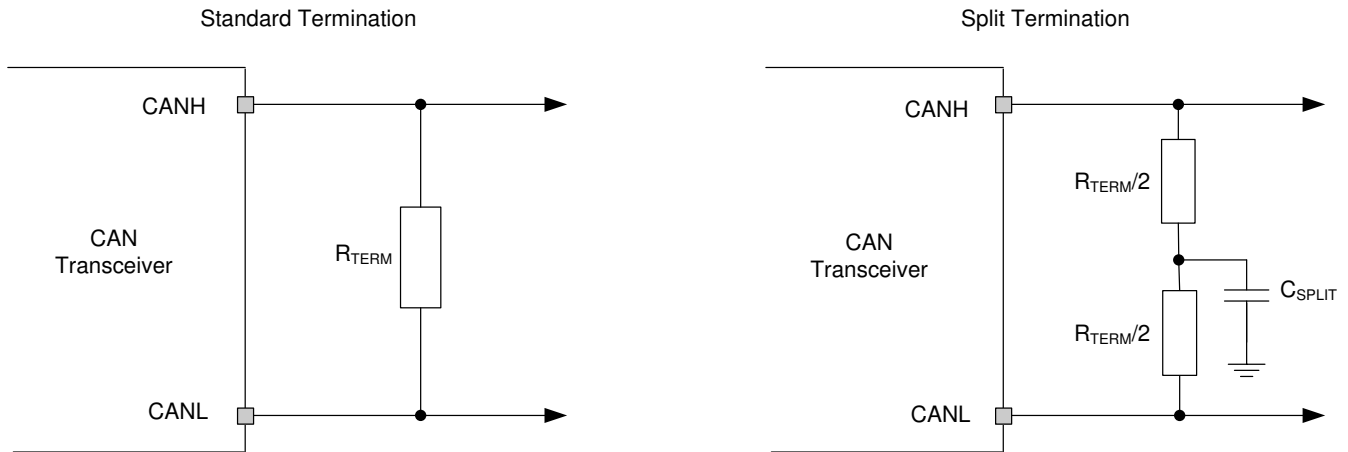 Standard Termination
CANH
CAN
Transceiver
RTERM
CANL
Split Termination
CANH
RTERM/2
CAN
Transceiver
CSPLIT
RTERM/2
CANL